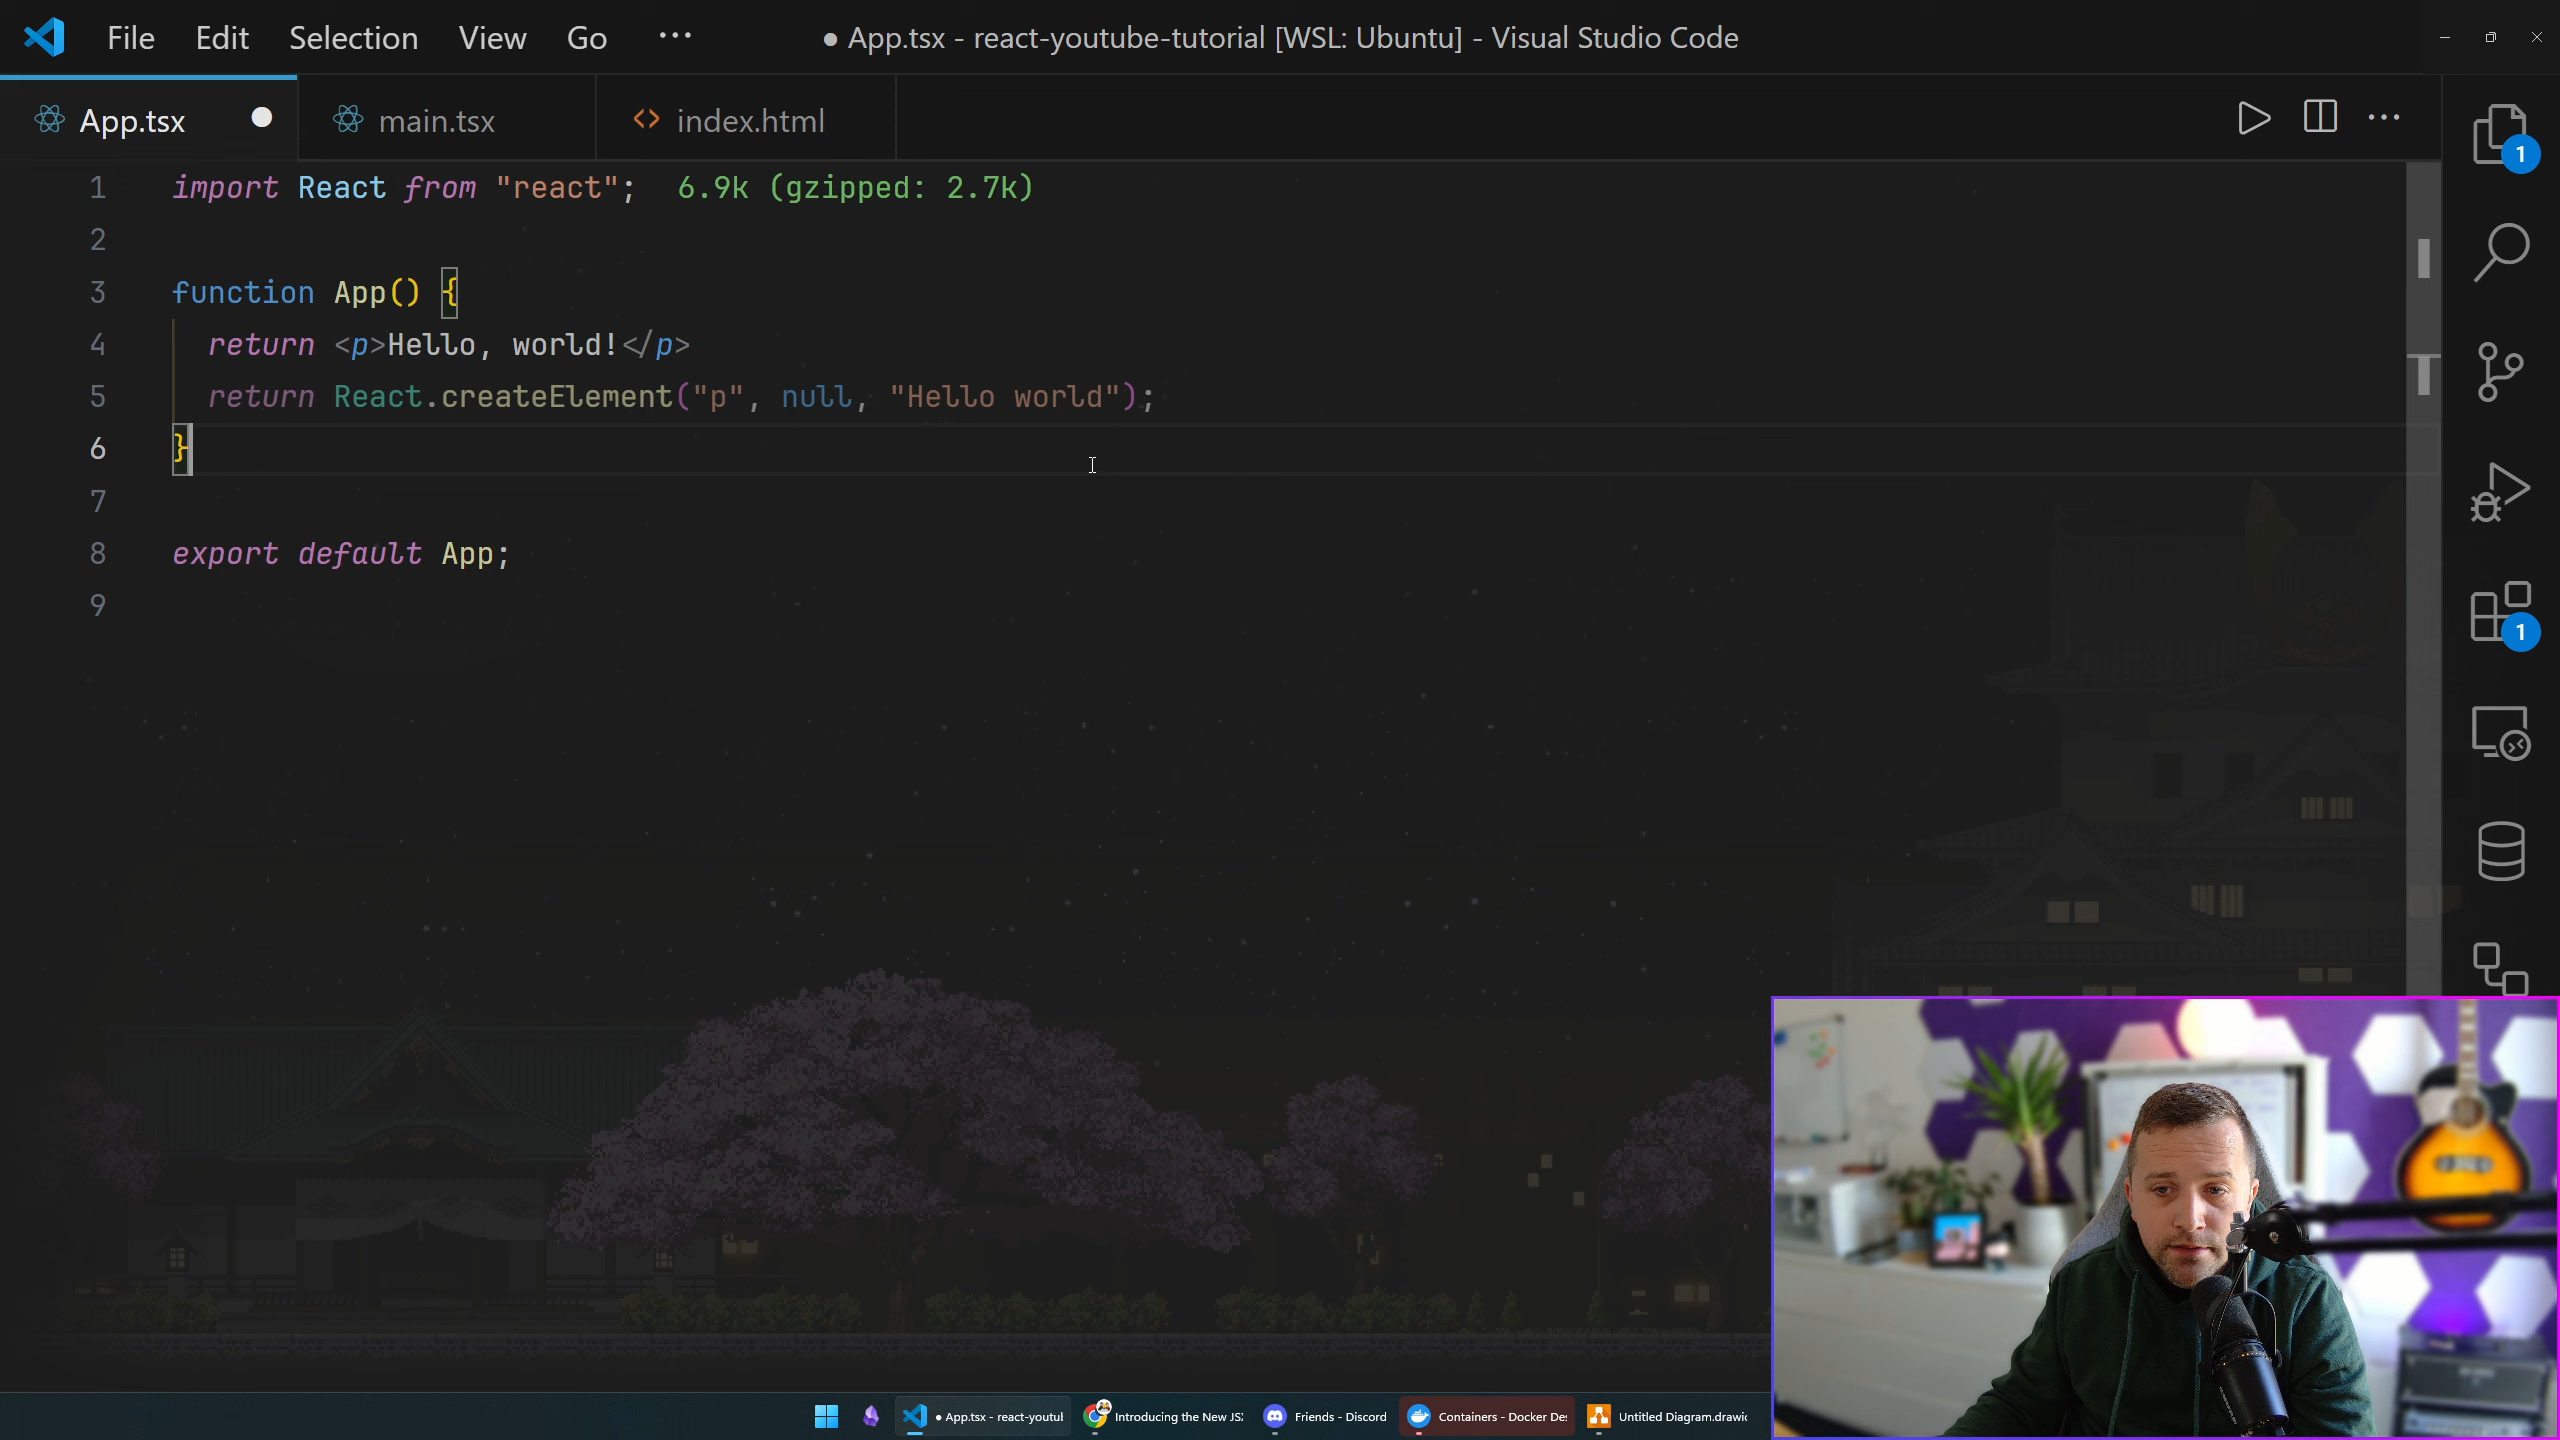 File Edit Selection View Go ··· ● App.tsx - react-youtube-tutorial [WSL: Ubuntu] - Visual Studio Code
App.tsx main.tsx <> index.html
1 import React from "react"; 6.9k (gzipped: 2.7k)
2
3 function App() {
4 return <p>Hello, world!</p>
5 return React.createElement("p", null, "Hello world");
6 }
7
8 export default App;
9
1
1
● App.tsx - react-youtul Introducing the New JS Friends - Discord Containers - Docker De Untitled Diagram.drawi